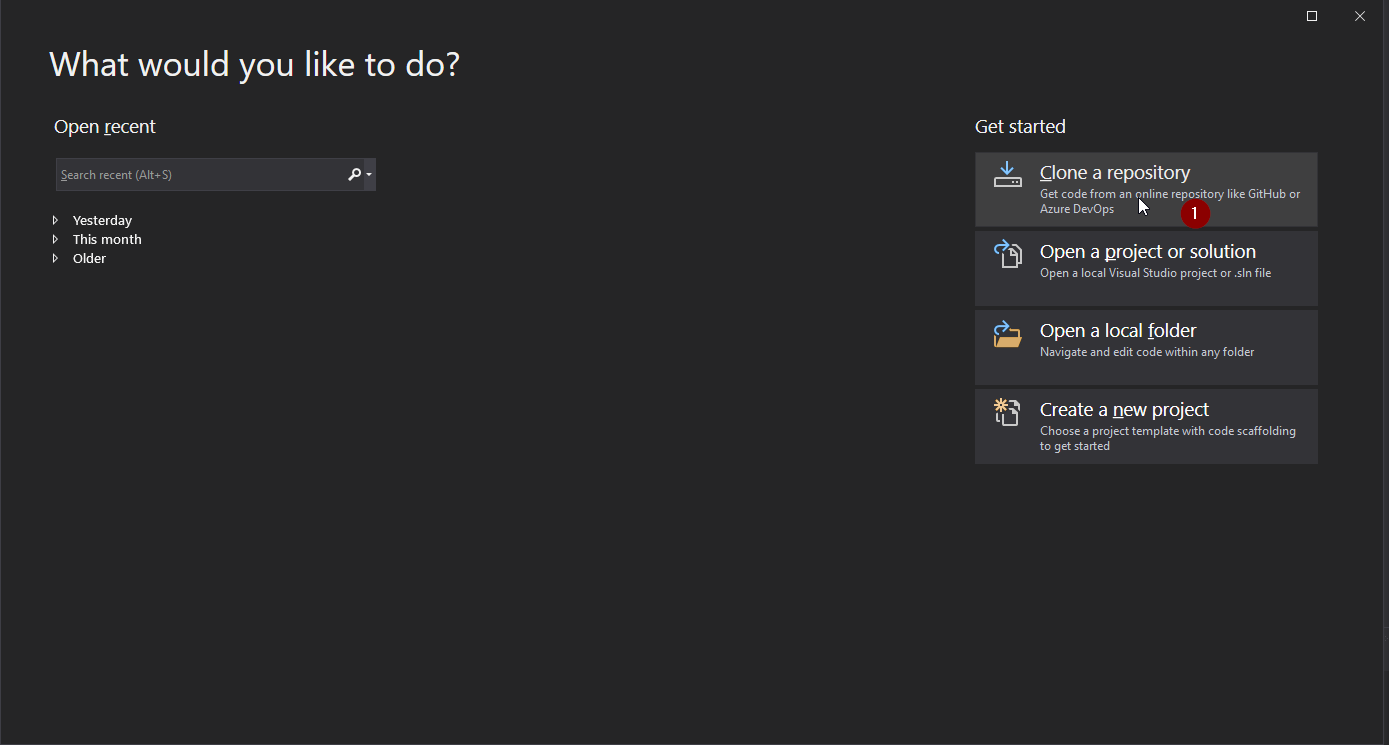 What would you like to do?
Open recent
Search recent (Alt+S)
Yesterday
This month
Older
Get started
Clone a repository
Get code from an online repository like GitHub or
Azure DevOps
1
Open a project or solution
Open a local Visual Studio project or .sln file
Open a local folder
Navigate and edit code within any folder
Create a new project
Choose a project template with code scaffolding
to get started